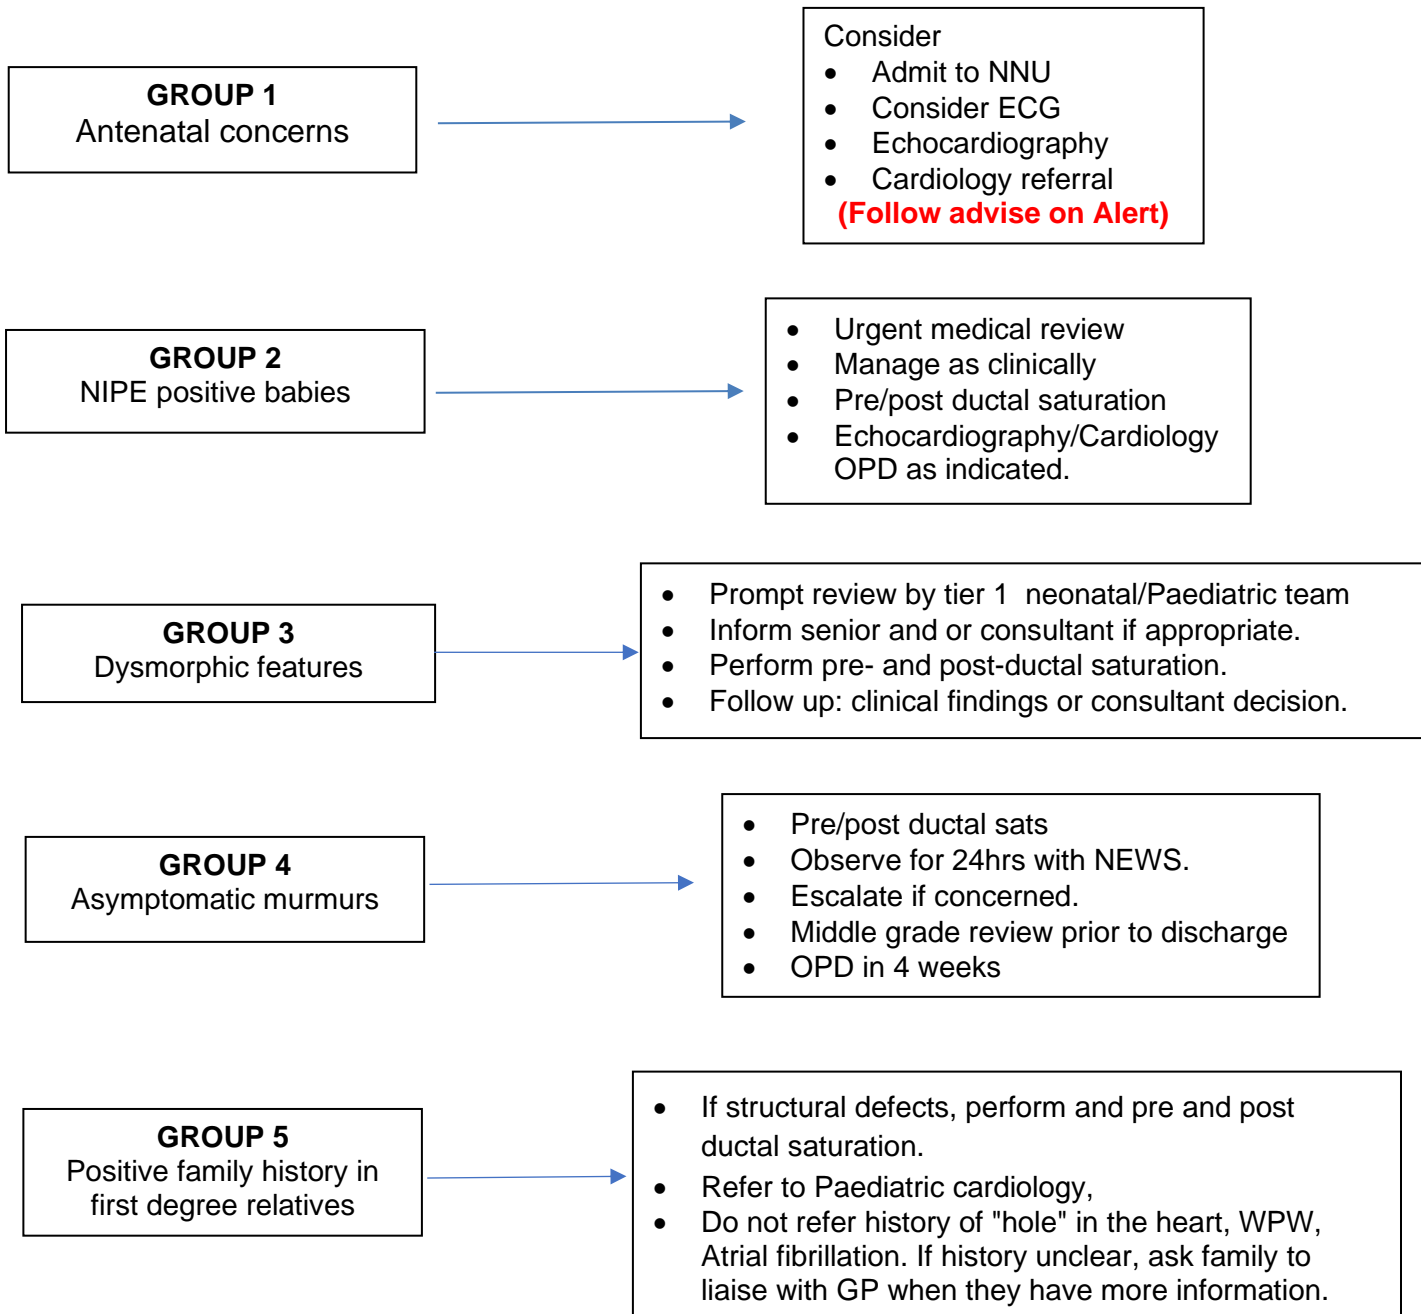 GROUP 1
Antenatal concerns
Consider
• Admit to NNU
• Consider ECG
• Echocardiography
• Cardiology referral
(Follow advise on Alert)
GROUP 2
NIPE positive babies
• Urgent medical review
• Manage as clinically
• Pre/post ductal saturation
• Echocardiography/Cardiology
OPD as indicated.
GROUP 3
Dysmorphic features
• Prompt review by tier 1 neonatal/Paediatric team
• Inform senior and or consultant if appropriate.
• Perform pre- and post-ductal saturation.
• Follow up: clinical findings or consultant decision.
GROUP 4
Asymptomatic murmurs
• Pre/post ductal sats
• Observe for 24hrs with NEWS.
• Escalate if concerned.
• Middle grade review prior to discharge
• OPD in 4 weeks
GROUP 5
Positive family history in
first degree relatives
• If structural defects, perform and pre and post
ductal saturation.
• Refer to Paediatric cardiology,
• Do not refer history of "hole" in the heart, WPW,
Atrial fibrillation. If history unclear, ask family to
liaise with GP when they have more information.